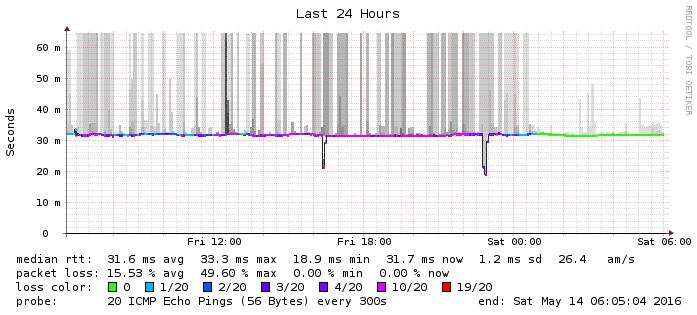 Last 24 Hours
RRDTOOL / TOBI OETIKER
Seconds
60 m
50 m
40 m
30 m
20 m
10 m
0
Fri 12:00 Fri 18:00 Sat 00:00 Sat 06:00
median rtt: 31.6 ms avg 33.3 ms max 18.9 ms min 31.7 ms now 1.2 ms sd 26.4 am/s
packet loss: 15.53 % avg 49.60 % max 0.00 % min 0.00 % now
loss color: 0 1/20 2/20 3/20 4/20 10/20 19/20
probe: 20 ICMP Echo Pings (56 Bytes) every 300s end: Sat May 14 06:05:04 2016